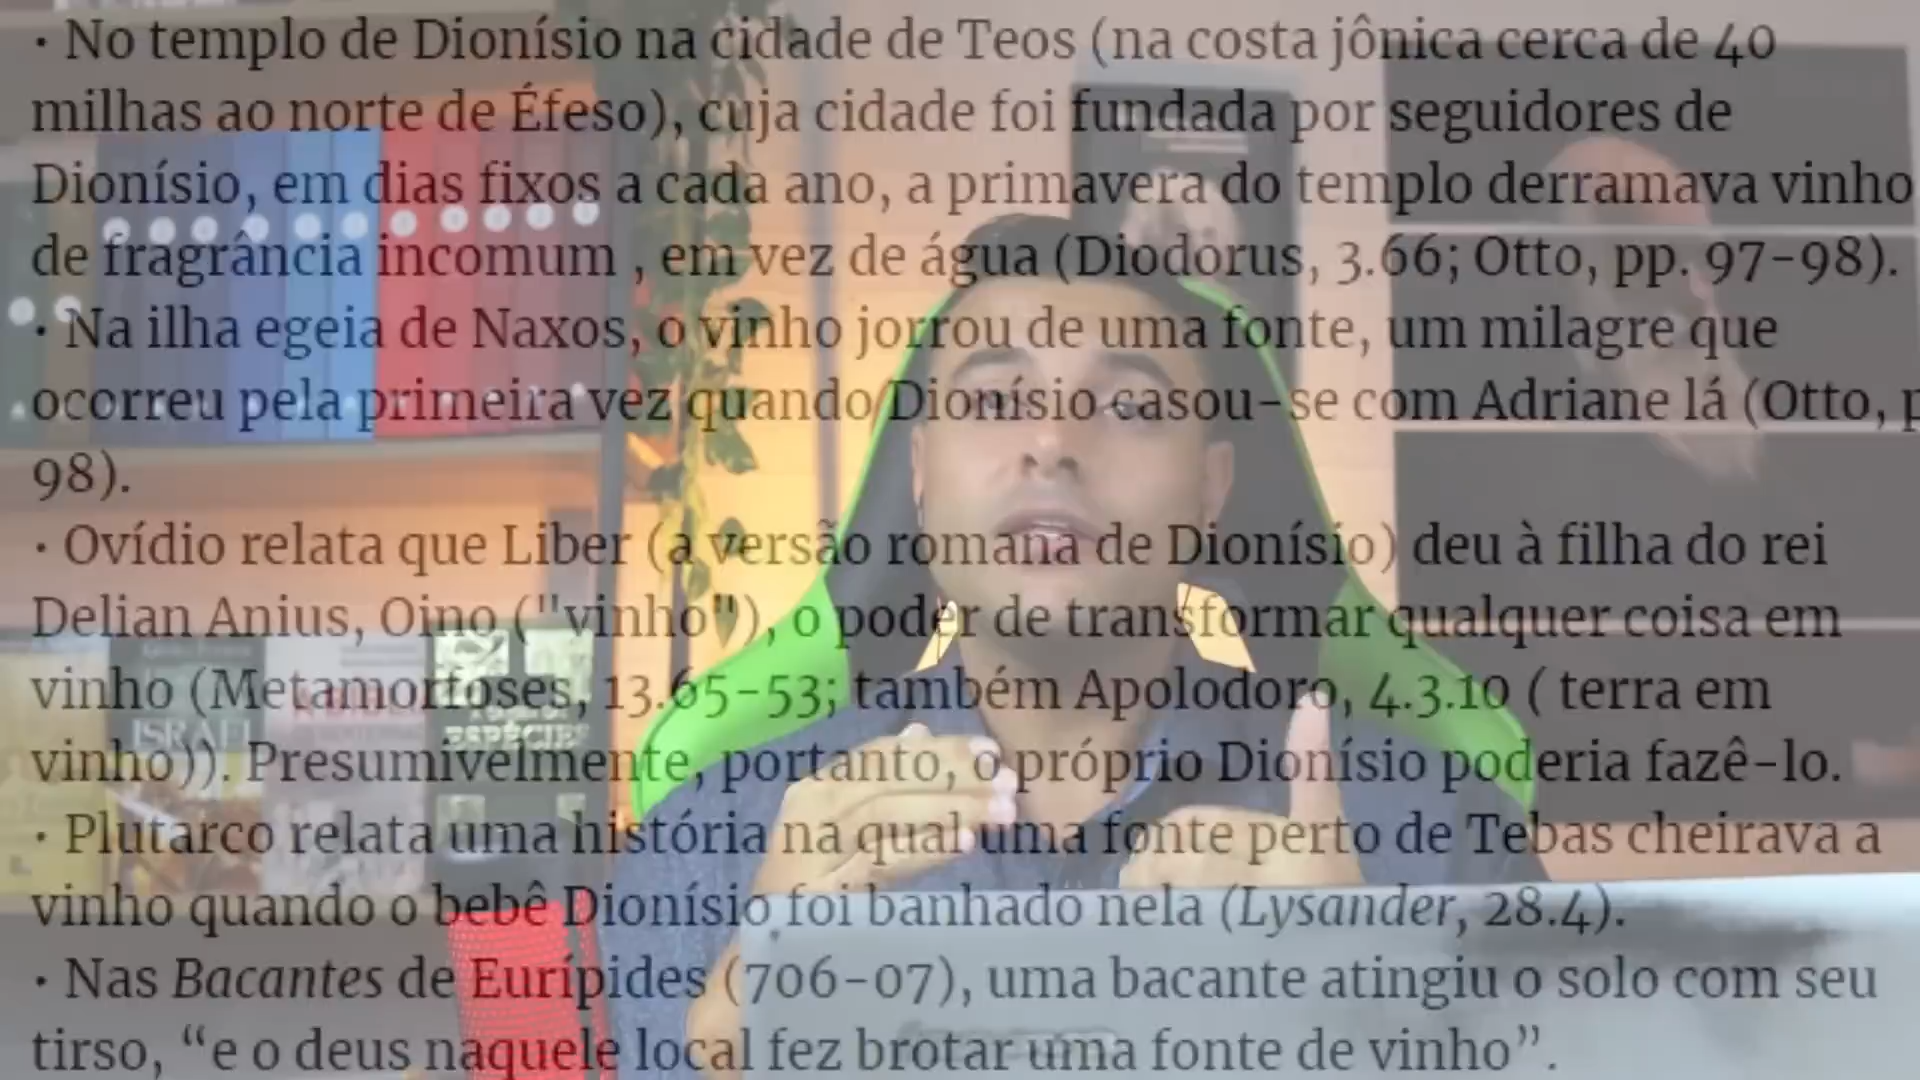 • No templo de Dionísio na cidade de Teos (na costa jônica cerca de 40
milhas ao norte de Éfeso), cuja cidade foi fundada por seguidores de
Dionísio, em dias fixos a cada ano, a primavera do templo derramava vinho
de fragrância incomum , em vez de água (Diodorus, 3.66; Otto, pp. 97-98).
• Na ilha egeia de Naxos, o vinho jorrou de uma fonte, um milagre que
ocorreu pela primeira vez quando Dionísio casou-se com Adriane lá (Otto, p
98).
• Ovídio relata que Liber (a versão romana de Dionísio) deu à filha do rei
Delian Anius, Oino ("vinho"), o poder de transformar qualquer coisa em
vinho (Metamorfoses, 13.65-53; também Apolodoro, 4.3.10 ( terra em
vinho)). Presumivelmente, portanto, o próprio Dionísio poderia fazê-lo.
• Plutarco relata uma história na qual uma fonte perto de Tebas cheirava a
vinho quando o bebê Dionísio foi banhado nela (Lysander, 28.4).
• Nas Bacantes de Eurípides (706-07), uma bacante atingiu o solo com seu
tirso, “e o deus naquele local fez brotar uma fonte de vinho”.
ISRAEL
ESPÉCIES